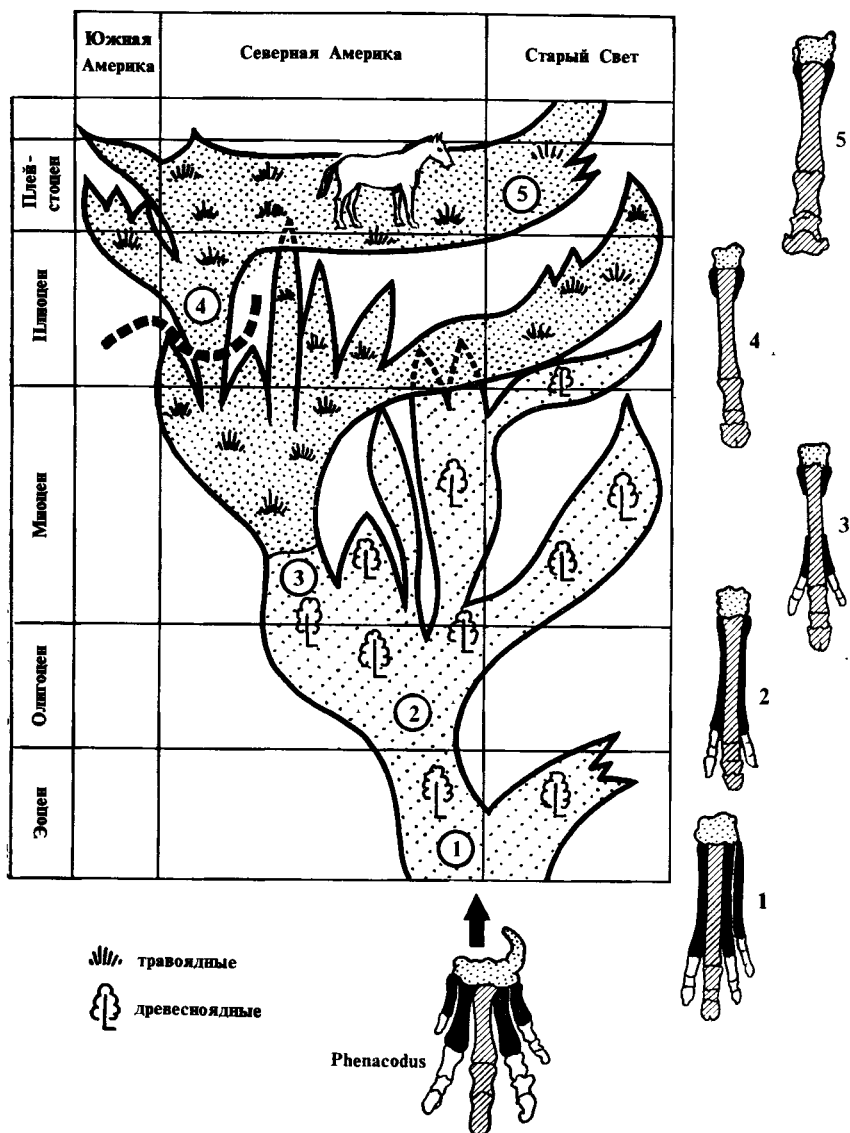 Южная
Америка
Северная Америка
Старый Свет
Плей-
стоцен
Плиоцен
Миоцен
Олигоцен
Эоцен
5
4
3
2
1
5
4
3
2
1
травоядные
древесноядные
Phenacodus